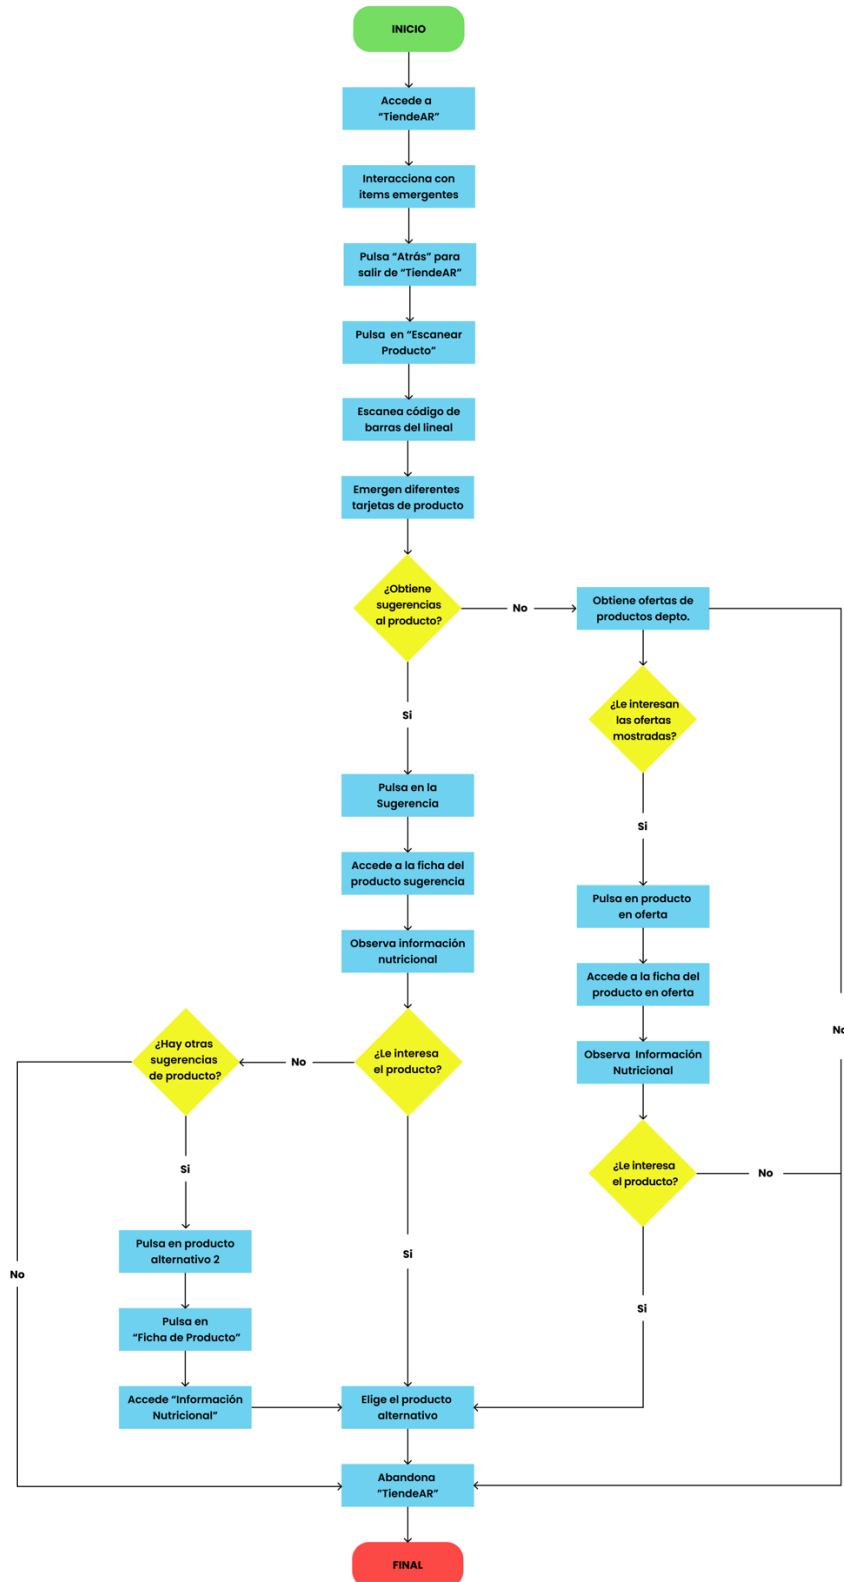 INICIO
Accede a
“TiendeAR”
Interacciona con
items emergentes
Pulsa “Atrás” para
salir de “TiendeAR”
Pulsa en “Escanear
Producto”
Escanea código de
barras del lineal
Emergen diferentes
tarjetas de producto
¿Obtiene
sugerencias
al producto?
No
Obtiene ofertas de
productos depto.
¿Le interesan
las ofertas
mostradas?
Si
Si
Pulsa en la
Sugerencia
Accede a la ficha del
producto sugerencia
Observa información
nutricional
Pulsa en producto
en oferta
Accede a la ficha del
producto en oferta
Observa Información
Nutricional
No
¿Hay otras
sugerencias
de producto?
No
¿Le interesa
el producto?
¿Le interesa
el producto?
No
Si
Pulsa en producto
alternativo 2
Si
No
Pulsa en
“Ficha de Producto”
Si
Accede “Información
Nutricional”
Elige el producto
alternativo
Abandona
“TiendeAR”
FINAL